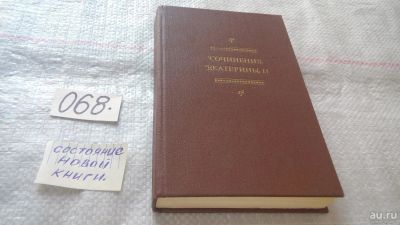 068.
состояние
новой
книги.
СОЧИНЕНИЯ
ЕКАТЕРИНЫ II
au.ru